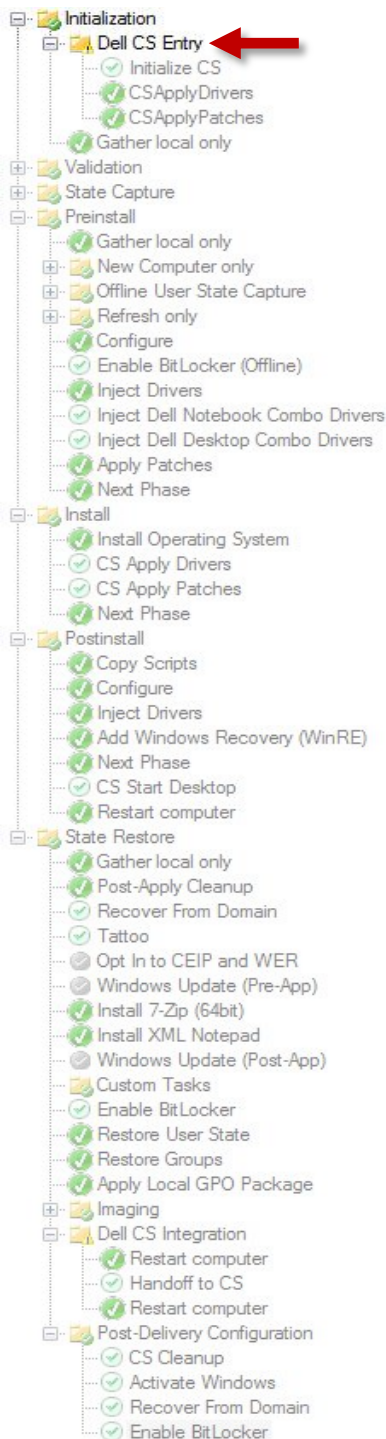 Initialization
Dell CS Entry
Initialize CS
CSApplyDrivers
CSApplyPatches
Gather local only
Validation
State Capture
Preinstall
Gather local only
New Computer only
Offline User State Capture
Refresh only
Configure
Enable BitLocker (Offline)
Inject Drivers
Inject Dell Notebook Combo Drivers
Inject Dell Desktop Combo Drivers
Apply Patches
Next Phase
Install
Install Operating System
CS Apply Drivers
CS Apply Patches
Next Phase
Postinstall
Copy Scripts
Configure
Inject Drivers
Add Windows Recovery (WinRE)
Next Phase
CS Start Desktop
Restart computer
State Restore
Gather local only
Post-Apply Cleanup
Recover From Domain
Tattoo
Opt In to CEIP and WER
Windows Update (Pre-App)
Install 7-Zip (64bit)
Install XML Notepad
Windows Update (Post-App)
Custom Tasks
Enable BitLocker
Restore User State
Restore Groups
Apply Local GPO Package
Imaging
Dell CS Integration
Restart computer
Handoff to CS
Restart computer
Post-Delivery Configuration
CS Cleanup
Activate Windows
Recover From Domain
Enable BitLocker